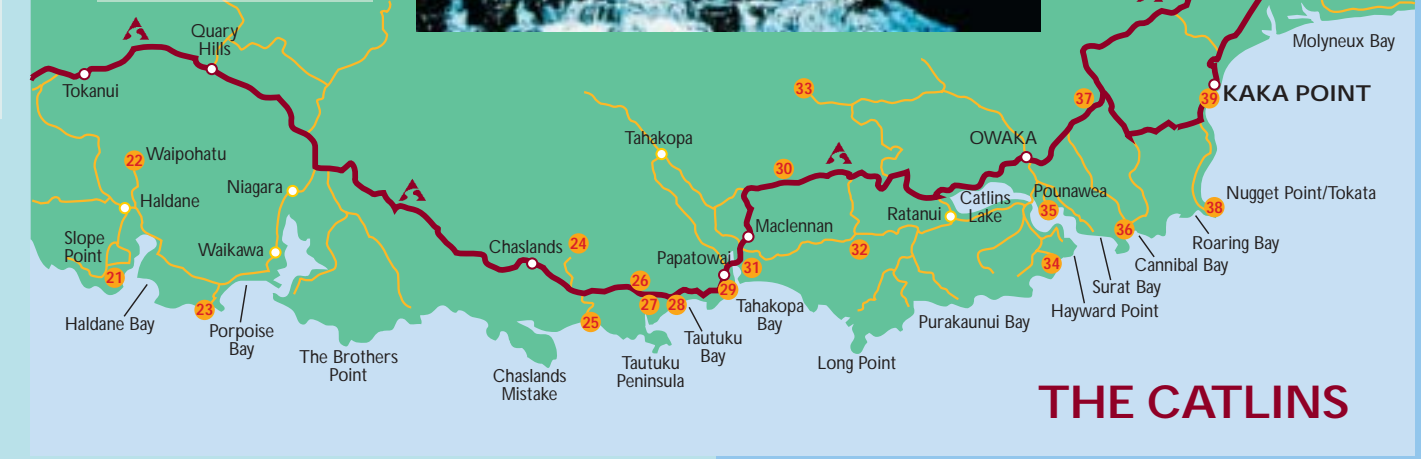 Quary
Hills
Molyneux Bay
Tokanui
33
37
39
KAKA POINT
Tahakopa
OWAKA
22
Waipohatu
30
Niagara
Haldane
Catlins
Lake
Pounawea
Nugget Point/Tokata
38
35
Ratanui
Maclennan
36
Roaring Bay
Slope
Point
Waikawa
Chaslands
24
32
Papatowai
Cannibal Bay
21
34
31
26
Surat Bay
23
29
27
28
Tahakopa
Bay
Hayward Point
Haldane Bay
25
Purakaunui Bay
Porpoise
Bay
Tautuku
Bay
The Brothers
Point
Tautuku
Peninsula
Long Point
Chaslands
Mistake
THE CATLINS